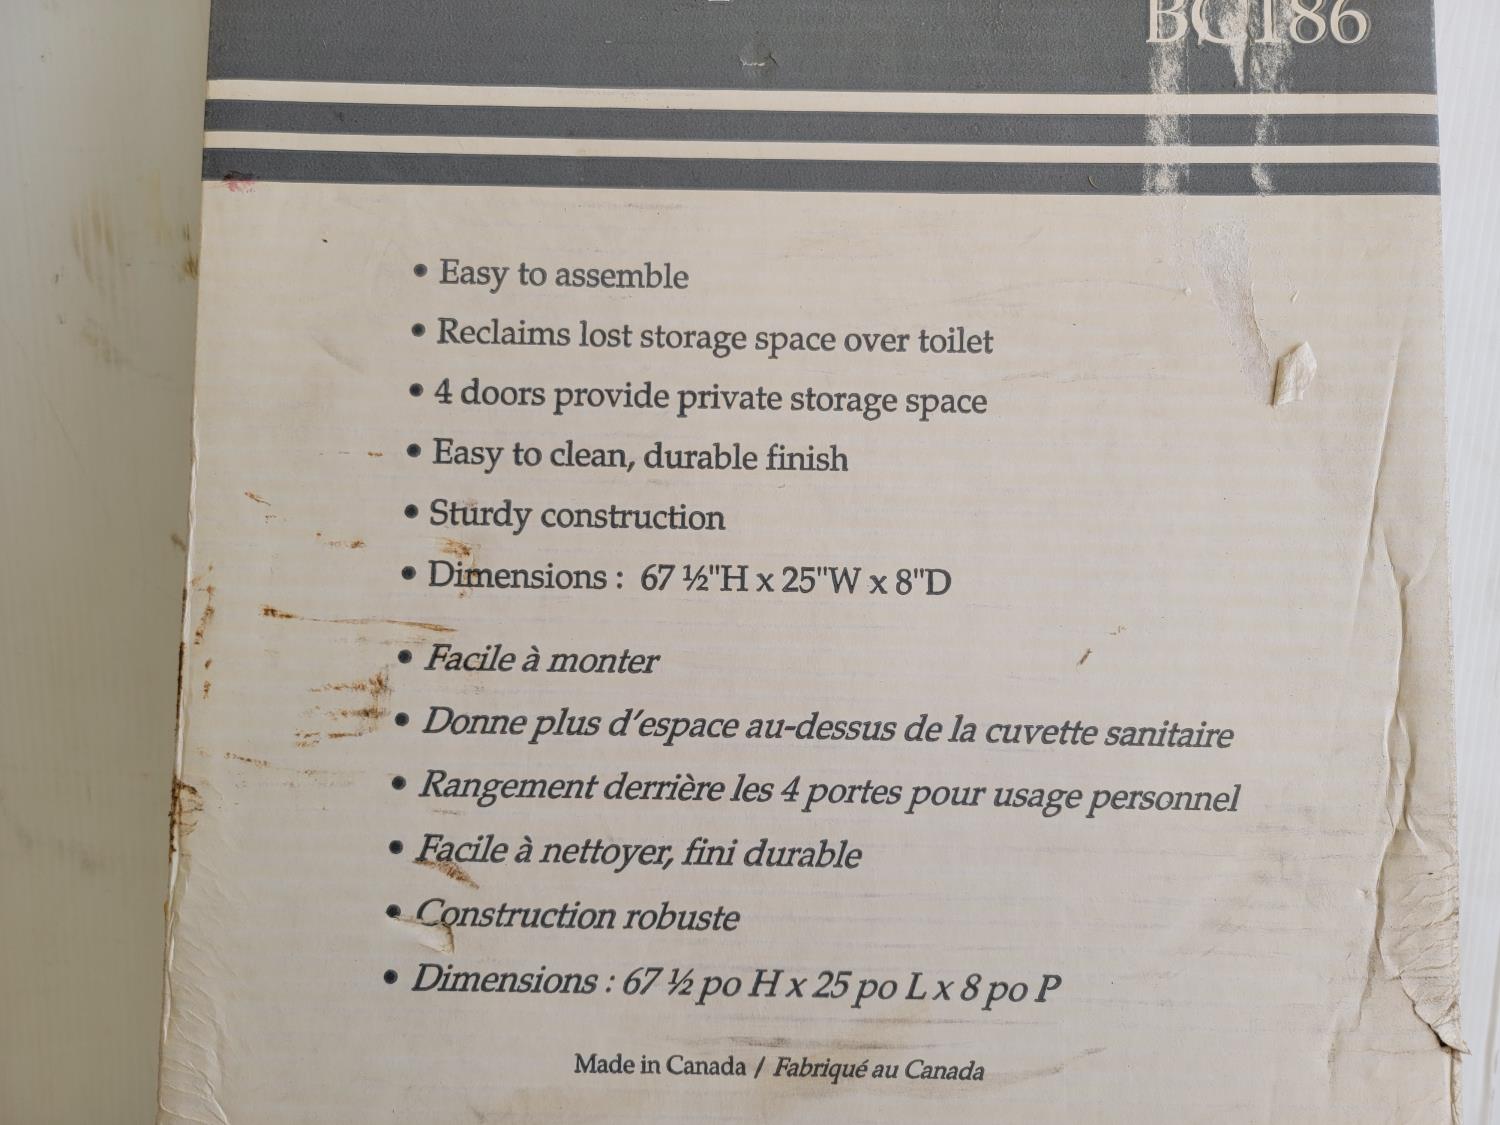 BC186
• Easy to assemble
• Reclaims lost storage space over toilet
• 4 doors provide private storage space
• Easy to clean, durable finish
• Sturdy construction
• Dimensions : 67 ½"H x 25"W x 8"D
• Facile à monter
• Donne plus d'espace au-dessus de la cuvette sanitaire
• Rangement derrière les 4 portes pour usage personnel
• Facile à nettoyer, fini durable
• Construction robuste
• Dimensions : 67 ½ po H x 25 po L x 8 po P
Made in Canada / Fabriqué au Canada